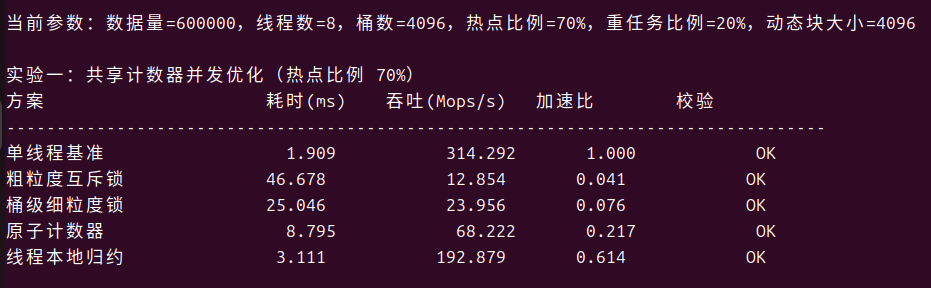 当前参数：数据量=600000，线程数=8，桶数=4096，热点比例=70%，重任务比例=20%，动态块大小=4096
实验一：共享计数器并发优化（热点比例 70%）
方案 耗时(ms) 吞吐(Mops/s) 加速比 校验
--------------------------------------------------------------------------------
单线程基准 1.909 314.292 1.000 OK
粗粒度互斥锁 46.678 12.854 0.041 OK
桶级细粒度锁 25.046 23.956 0.076 OK
原子计数器 8.795 68.222 0.217 OK
线程本地归约 3.111 192.879 0.614 OK